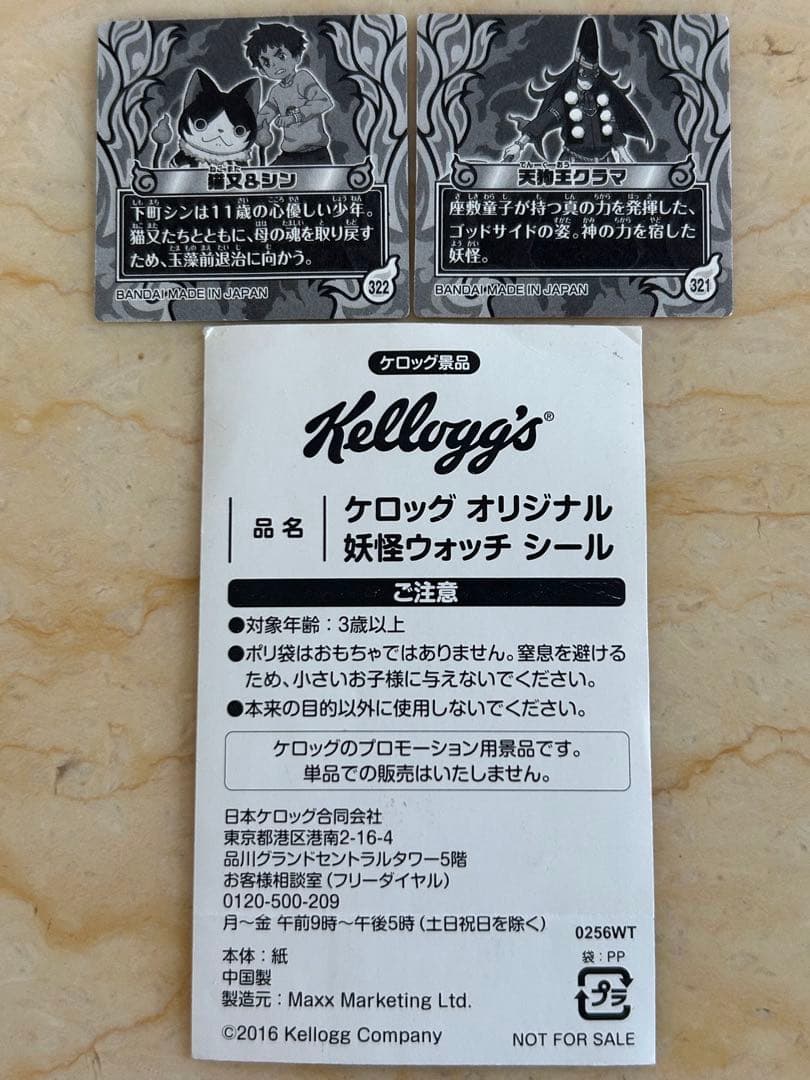 猫又&シン
下町シンは11歳の心優しい少年。
猫又たちとともに、母の魂を取り戻す
ため、玉藻前退治に向かう。
322
BANDAI MADE IN JAPAN
天狗王クラマ
座敷童子が持つ真の力を発揮した、
ゴッドサイドの姿。神の力を宿した
妖怪。
321
BANDAI MADE IN JAPAN
ケロッグ景品
Kellogg's®
品名
ケロッグ オリジナル
妖怪ウォッチ シール
ご注意
●対象年齢：3歳以上
●ポリ袋はおもちゃではありません。窒息を避ける
ため、小さいお子様に与えないでください。
●本来の目的以外に使用しないでください。
ケロッグのプロモーション用景品です。
単品での販売はいたしません。
日本ケロッグ合同会社
東京都港区港南2-16-4
品川グランドセントラルタワー5階
お客様相談室（フリーダイヤル）
0120-500-209
月～金 午前9時～午後5時（土日祝日を除く）
0256WT
本体：紙
中国製
製造元：Maxx Marketing Ltd.
©2016 Kellogg Company
袋：PP
プラ
NOT FOR SALE